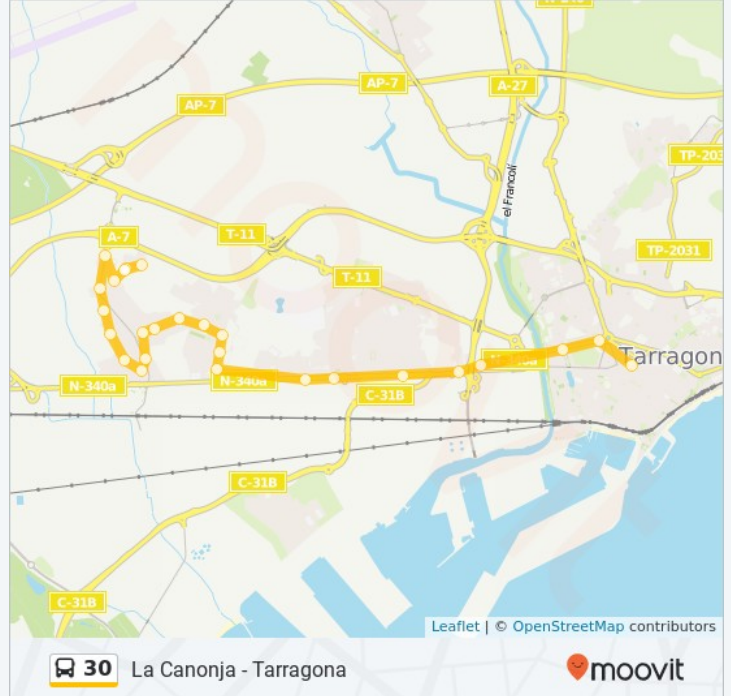 AP-7
A-27
AP-7
TP-203
el Francolí
A-7
T-11
TP-2031
T-11
Tarragon
N-340a
N-340a
C-31B
C-31B
C-31B
Leaflet | © OpenStreetMap contributors
30 La Canonja - Tarragona
moovit